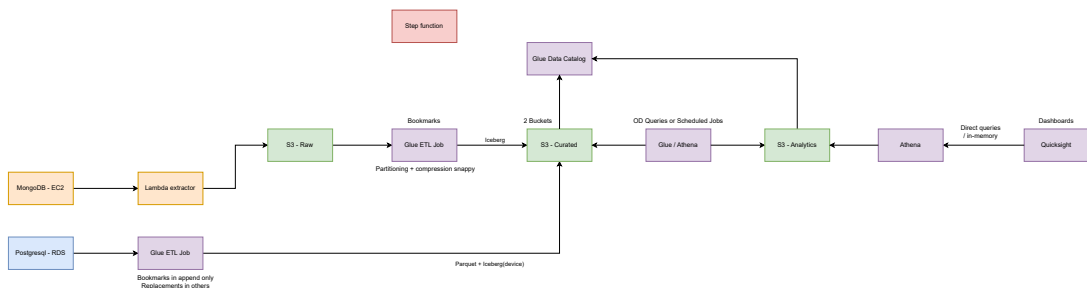 Step function
Glue Data Catalog
Bookmarks
2 Buckets
OD Queries or Scheduled Jobs
Direct queries
/ in-memory
Dashboards
S3 - Raw
Glue ETL Job
Iceberg
S3 - Curated
Glue / Athena
S3 - Analytics
Athena
Quicksight
Partitioning + compression snappy
MongoDB - EC2
Lambda extractor
Postgresql - RDS
Glue ETL Job
Parquet + Iceberg(device)
Bookmarks in append only
Replacements in others